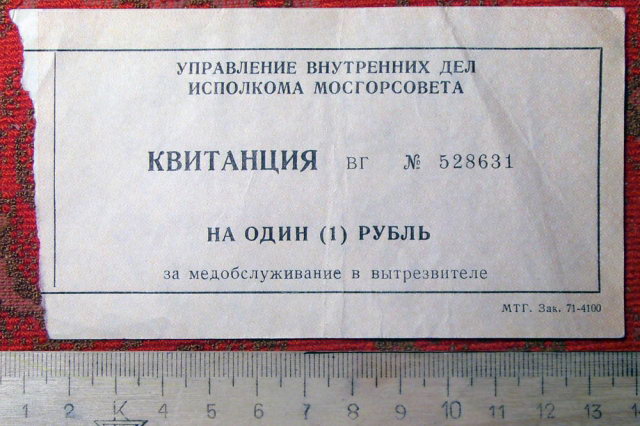 УПРАВЛЕНИЕ ВНУТРЕННИХ ДЕЛ
ИСПОЛКОМА МОСГОРСОВЕТА
КВИТАНЦИЯ ВГ № 528631
НА ОДИН (1) РУБЛЬ
за медобслуживание в вытрезвителе
МТГ. Зак. 71-4100
1 2 К 4 5 6 7 8 9 10 11 12 13